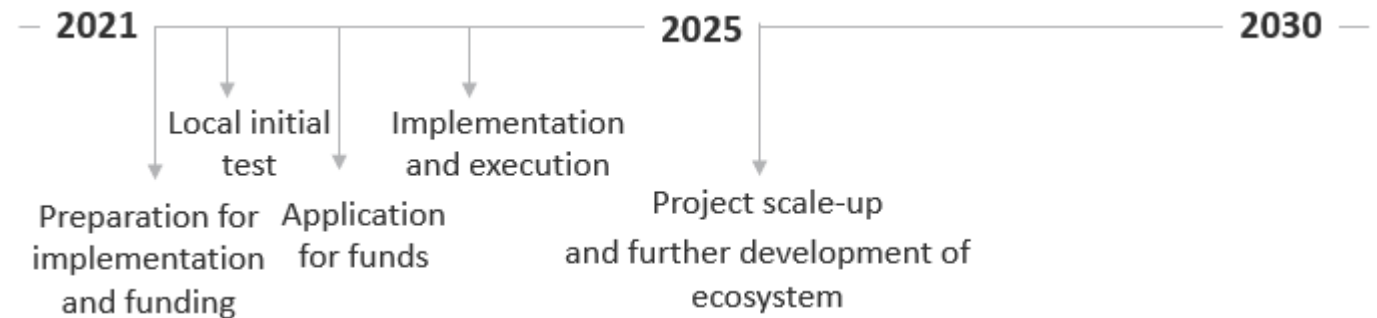 2021
2025
2030
Local initial
test
Implementation
and execution
Preparation for
implementation
and funding
Application
for funds
Project scale-up
and further development of
ecosystem